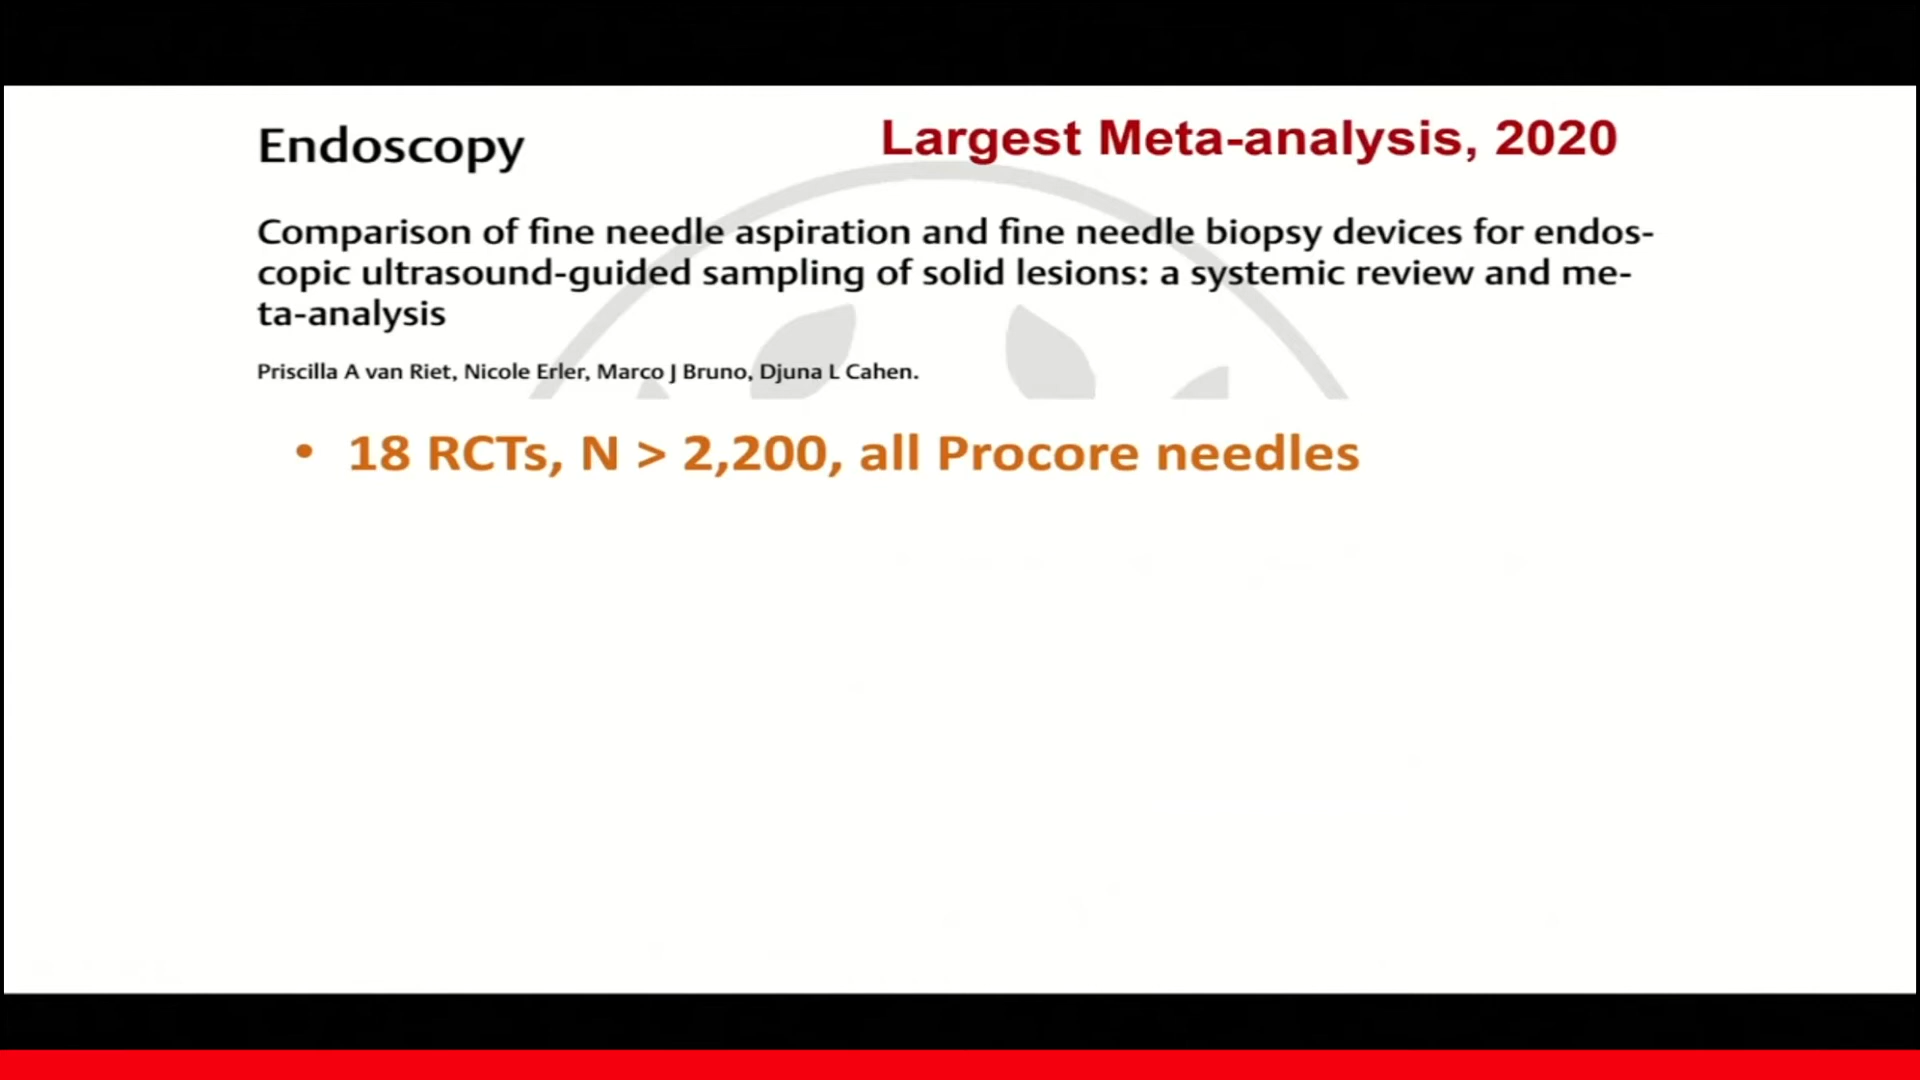 Endoscopy
Largest Meta-analysis, 2020
Comparison of fine needle aspiration and fine needle biopsy devices for endos-
copic ultrasound-guided sampling of solid lesions: a systemic review and me-
ta-analysis
Priscilla A van Riet, Nicole Erler, Marco J Bruno, Djuna L Cahen.
• 18 RCTs, N > 2,200, all Procore needles